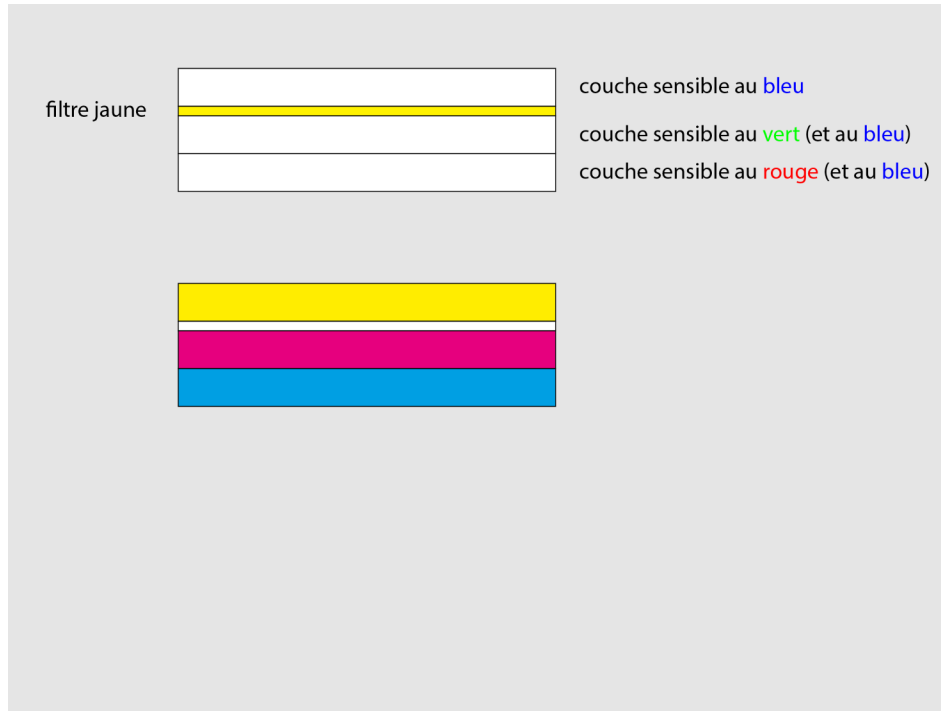 couche sensible au bleu
filtre jaune
couche sensible au vert (et au bleu)
couche sensible au rouge (et au bleu)